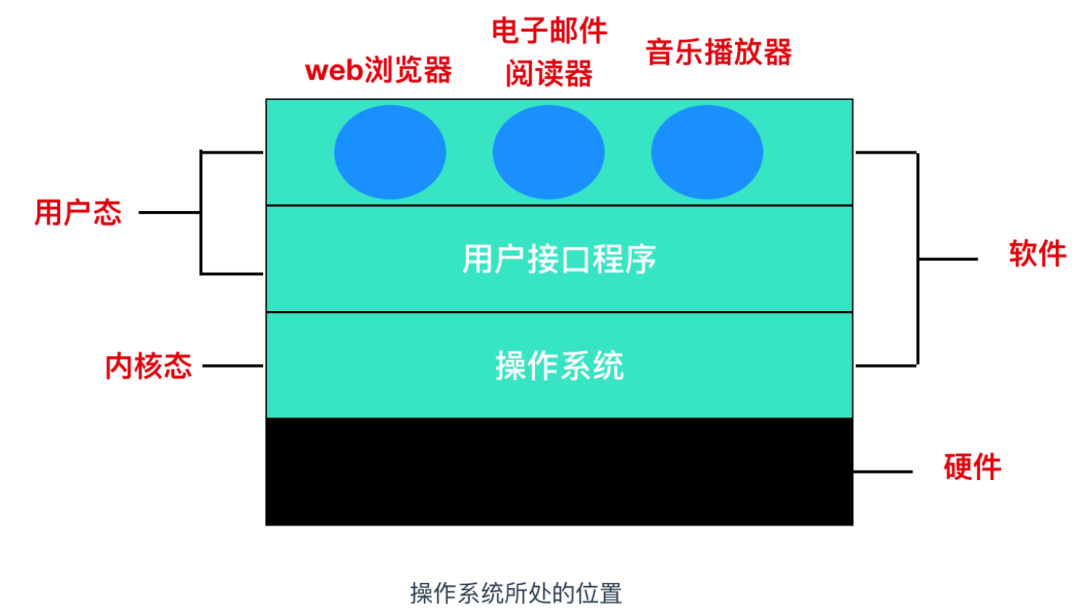 web浏览器
电子邮件
阅读器
音乐播放器
用户态
用户接口程序
软件
内核态
操作系统
硬件
操作系统所处的位置